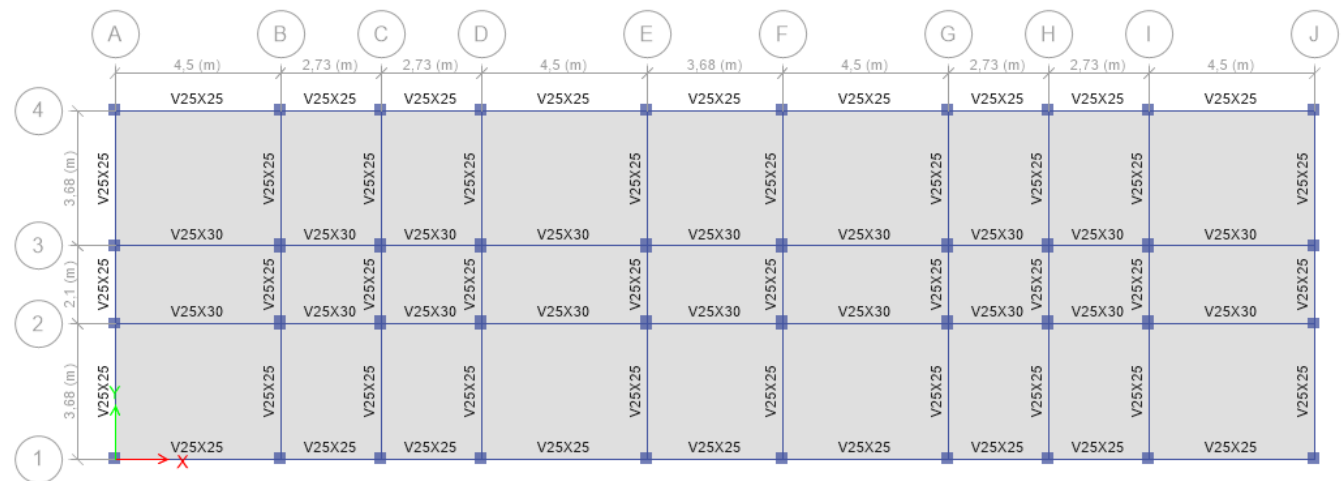 A B C D E F G H I J
4,5 (m) 2,73 (m) 2,73 (m) 4,5 (m) 3,68 (m) 4,5 (m) 2,73 (m) 2,73 (m) 4,5 (m)
4 V25X25 V25X25 V25X25 V25X25 V25X25 V25X25 V25X25 V25X25 V25X25
3,68 (m) V25X25 V25X25 V25X25 V25X25 V25X25 V25X25 V25X25 V25X25 V25X25 V25X25
3 V25X30 V25X30 V25X30 V25X30 V25X30 V25X30 V25X30 V25X30 V25X30
2,1 (m) V25X25 V25X25 V25X25 V25X25 V25X25 V25X25 V25X25 V25X25 V25X25 V25X25
2 V25X30 V25X30 V25X30 V25X30 V25X30 V25X30 V25X30 V25X30 V25X30
3,68 (m) V25X25 V25X25 V25X25 V25X25 V25X25 V25X25 V25X25 V25X25 V25X25 V25X25
Y
1 V25X25 V25X25 V25X25 V25X25 V25X25 V25X25 V25X25 V25X25 V25X25
X